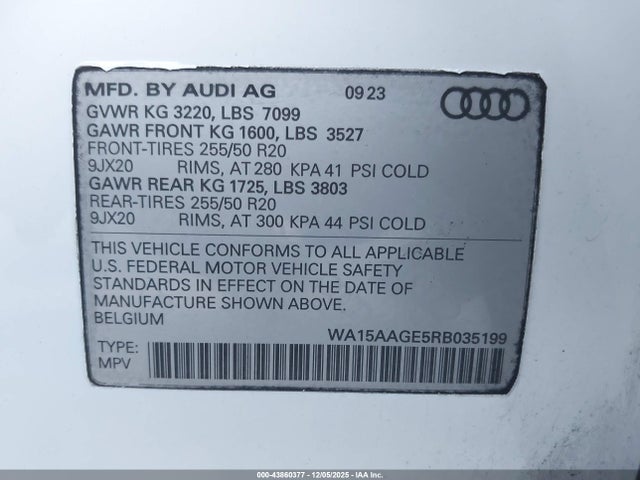 MFD. BY AUDI AG 09 23
GVWR KG 3220, LBS 7099
GAWR FRONT KG 1600, LBS 3527
FRONT-TIRES 255/50 R20
9JX20 RIMS, AT 280 KPA 41 PSI COLD
GAWR REAR KG 1725, LBS 3803
REAR-TIRES 255/50 R20
9JX20 RIMS, AT 300 KPA 44 PSI COLD
THIS VEHICLE CONFORMS TO ALL APPLICABLE
U.S. FEDERAL MOTOR VEHICLE SAFETY
STANDARDS IN EFFECT ON THE DATE OF
MANUFACTURE SHOWN ABOVE.
BELGIUM
WA15AAGE5RB035199
TYPE:
MPV
000-43860377 - 12/05/2025 - IAAI.com